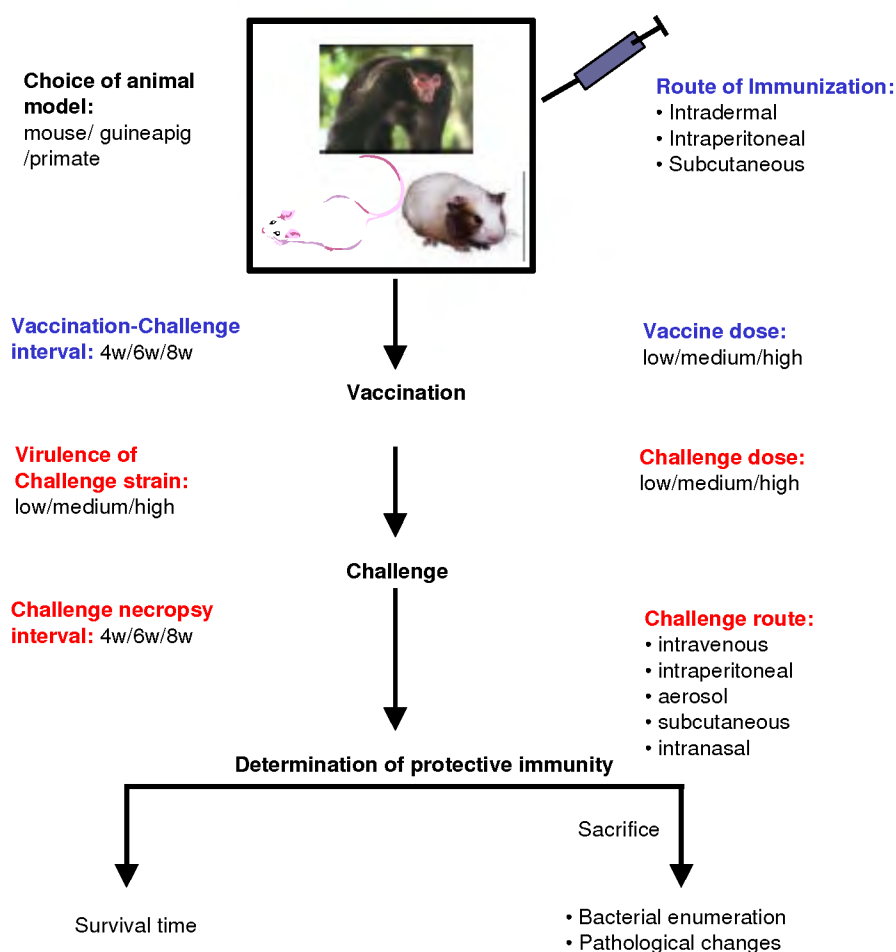 Choice of animal
model:
mouse/ guineapig
/primate
Route of Immunization:
• Intradermal
• Intraperitoneal
• Subcutaneous
Vaccination-Challenge
interval: 4w/6w/8w
Vaccine dose:
low/medium/high
Vaccination
Virulence of
Challenge strain:
low/medium/high
Challenge dose:
low/medium/high
Challenge
Challenge necropsy
interval: 4w/6w/8w
Challenge route:
• intravenous
• intraperitoneal
• aerosol
• subcutaneous
• intranasal
Determination of protective immunity
Sacrifice
Survival time
• Bacterial enumeration
• Pathological changes